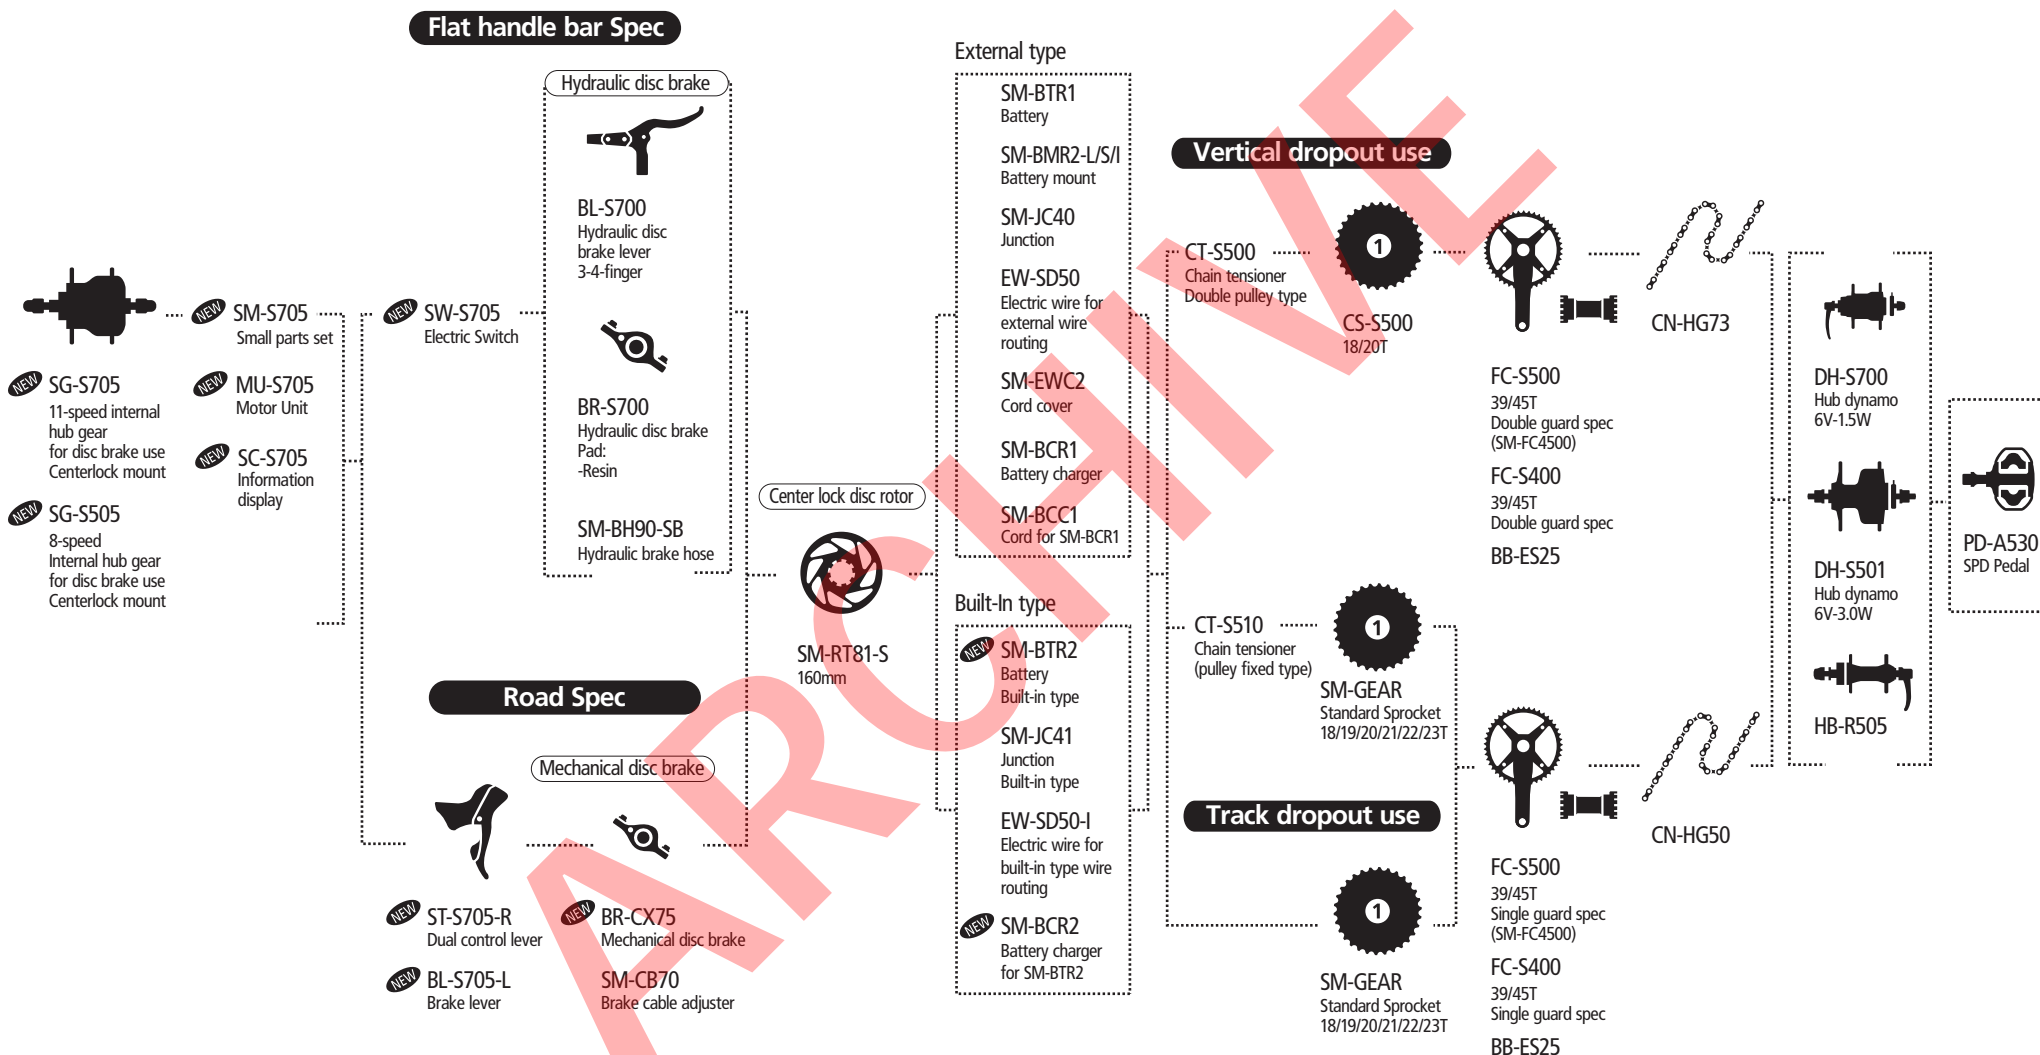 Flat handle bar Spec
NEW
SG-S705
11-speed internal
hub gear
for disc brake use
Centerlock mount
NEW
SG-S505
8-speed
Internal hub gear
for disc brake use
Centerlock mount
NEW
SM-S705
Small parts set
NEW
MU-S705
Motor Unit
NEW
SC-S705
Information
display
NEW
SW-S705
Electric Switch
Hydraulic disc brake
BL-S700
Hydraulic disc
brake lever
3-4-finger
BR-S700
Hydraulic disc brake
Pad:
-Resin
SM-BH90-SB
Hydraulic brake hose
Road Spec
Mechanical disc brake
NEW
ST-S705-R
Dual control lever
NEW
BL-S705-L
Brake lever
NEW
BR-CX75
Mechanical disc brake
SM-CB70
Brake cable adjuster
Center lock disc rotor
SM-RT81-S
160mm
External type
SM-BTR1
Battery
SM-BMR2-L/S/I
Battery mount
SM-JC40
Junction
EW-SD50
Electric wire for
external wire
routing
SM-EWC2
Cord cover
SM-BCR1
Battery charger
SM-BCC1
Cord for SM-BCR1
Built-In type
NEW
SM-BTR2
Battery
Built-in type
SM-JC41
Junction
Built-in type
EW-SD50-I
Electric wire for
built-in type wire
routing
NEW
SM-BCR2
Battery charger
for SM-BTR2
Vertical dropout use
CT-S500
Chain tensioner
Double pulley type
1
CS-S500
18/20T
FC-S500
39/45T
Double guard spec
(SM-FC4500)
FC-S400
39/45T
Double guard spec
BB-ES25
CN-HG73
CT-S510
Chain tensioner
(pulley fixed type)
1
SM-GEAR
Standard Sprocket
18/19/20/21/22/23T
Track dropout use
1
SM-GEAR
Standard Sprocket
18/19/20/21/22/23T
FC-S500
39/45T
Single guard spec
(SM-FC4500)
FC-S400
39/45T
Single guard spec
BB-ES25
CN-HG50
DH-S700
Hub dynamo
6V-1.5W
DH-S501
Hub dynamo
6V-3.0W
HB-R505
PD-A530
SPD Pedal
ARCHIVE